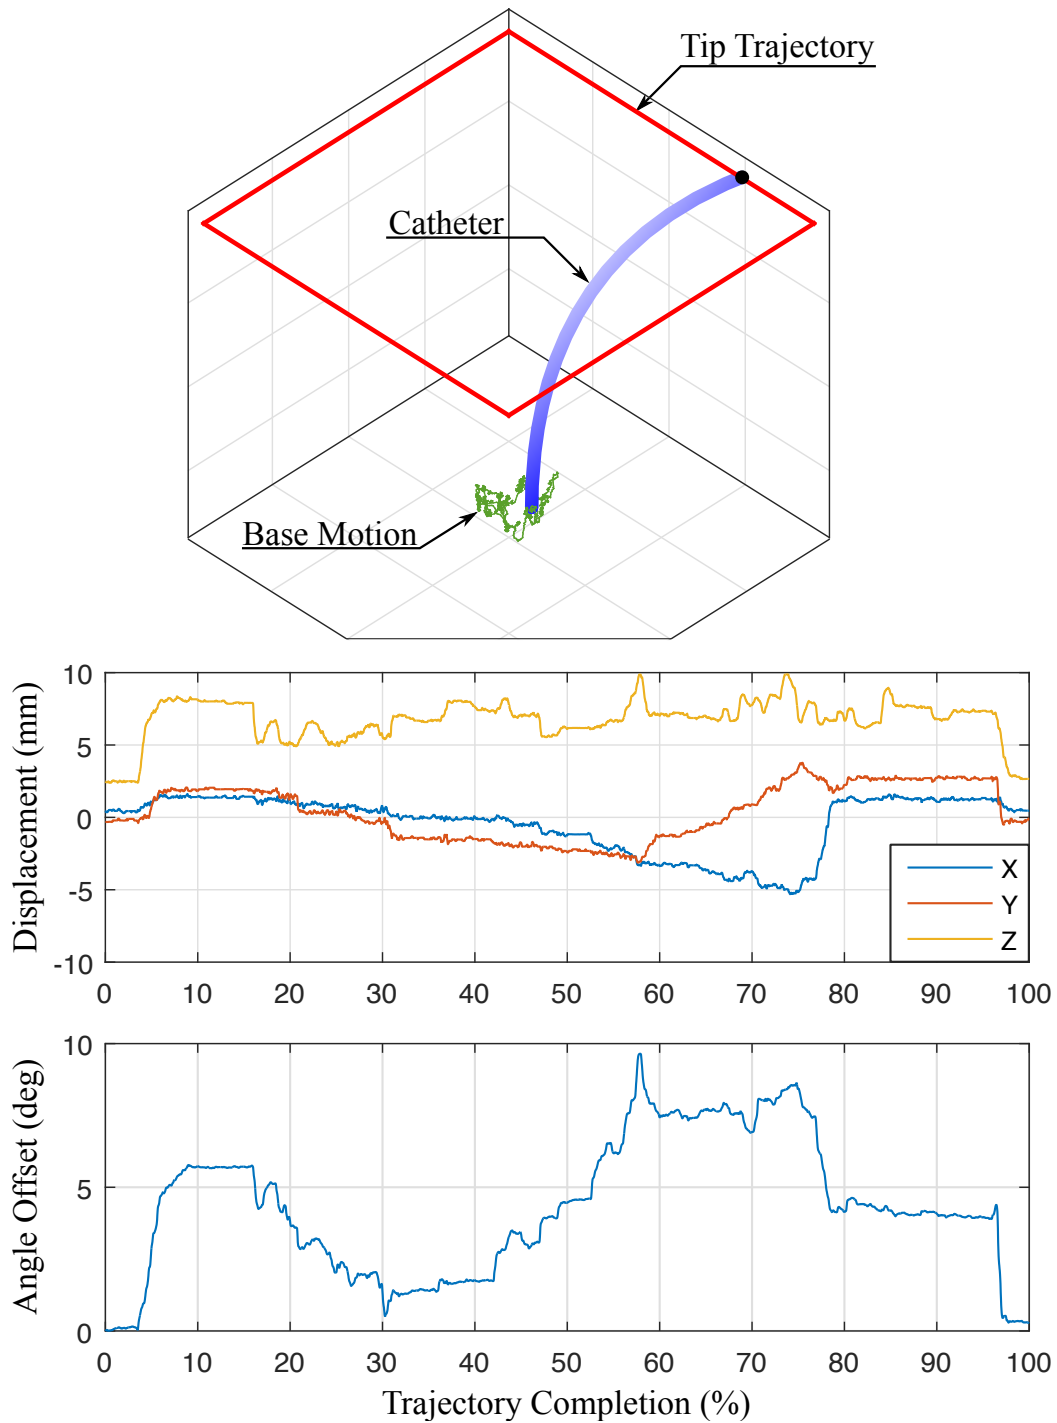 Tip Trajectory
Catheter
Base Motion
Displacement (mm)
10
5
0
-5
-10
X
Y
Z
0 10 20 30 40 50 60 70 80 90 100
Angle Offset (deg)
10
5
0
0 10 20 30 40 50 60 70 80 90 100
Trajectory Completion (%)